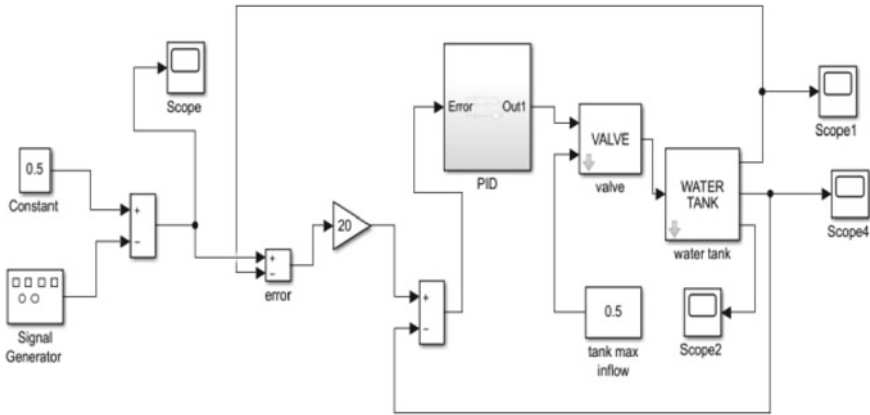 Scope
0.5
Constant
+
−
Signal
Generator
+
−
error
20
+
−
Error
Out1
PID
VALVE
valve
0.5
tank max
inflow
WATER
TANK
water tank
Scope2
Scope1
Scope4